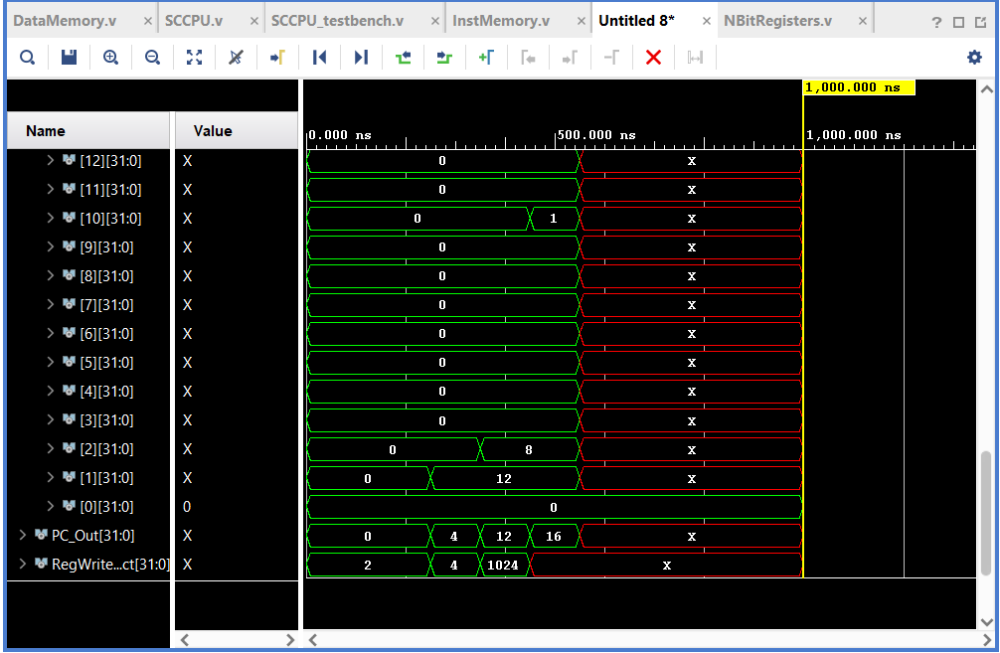 DataMemory.v × SCCPU.v × SCCPU_testbench.v × InstMemory.v × Untitled 8* × NBitRegisters.v × ?
1,000.000 ns
Name Value 0.000 ns 500.000 ns 1,000.000 ns
[12][31:0] X 0 X
[11][31:0] X 0 X
[10][31:0] X 0 1 X
[9][31:0] X 0 X
[8][31:0] X 0 X
[7][31:0] X 0 X
[6][31:0] X 0 X
[5][31:0] X 0 X
[4][31:0] X 0 X
[3][31:0] X 0 X
[2][31:0] X 0 8 X
[1][31:0] X 0 12 X
[0][31:0] 0 0
PC_Out[31:0] X 0 4 12 16 X
RegWrite...ct[31:0] X 2 4 1024 X